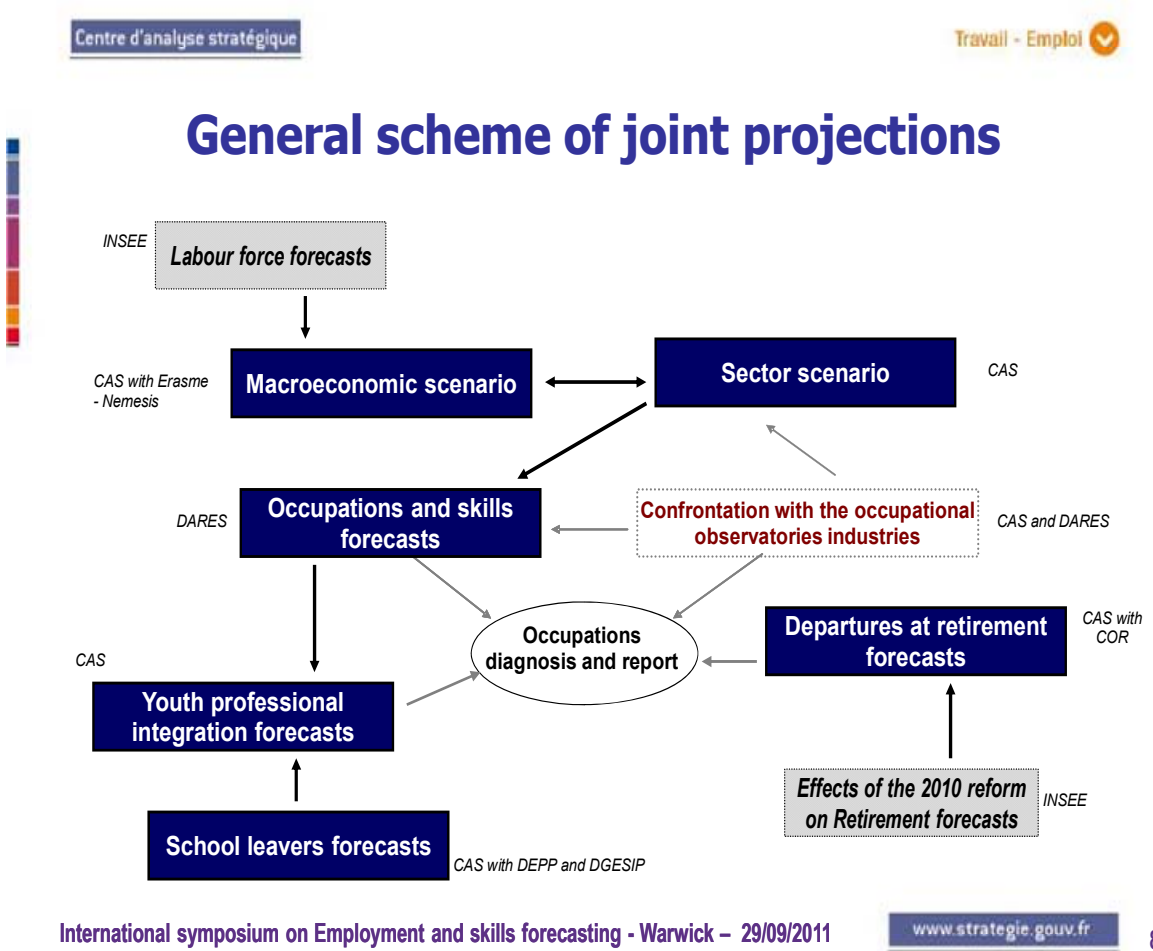 Centre d'analyse stratégique
Travail - Emploi
General scheme of joint projections
INSEE
Labour force forecasts
CAS with Erasme
- Nemesis
Macroeconomic scenario
Sector scenario
CAS
DARES
Occupations and skills
forecasts
Confrontation with the occupational
observatories industries
CAS and DARES
Occupations
diagnosis and report
Departures at retirement
forecasts
CAS with
COR
CAS
Youth professional
integration forecasts
Effects of the 2010 reform
on Retirement forecasts
INSEE
School leavers forecasts
CAS with DEPP and DGESIP
International symposium on Employment and skills forecasting - Warwick – 29/09/2011
www.strategie.gouv.fr